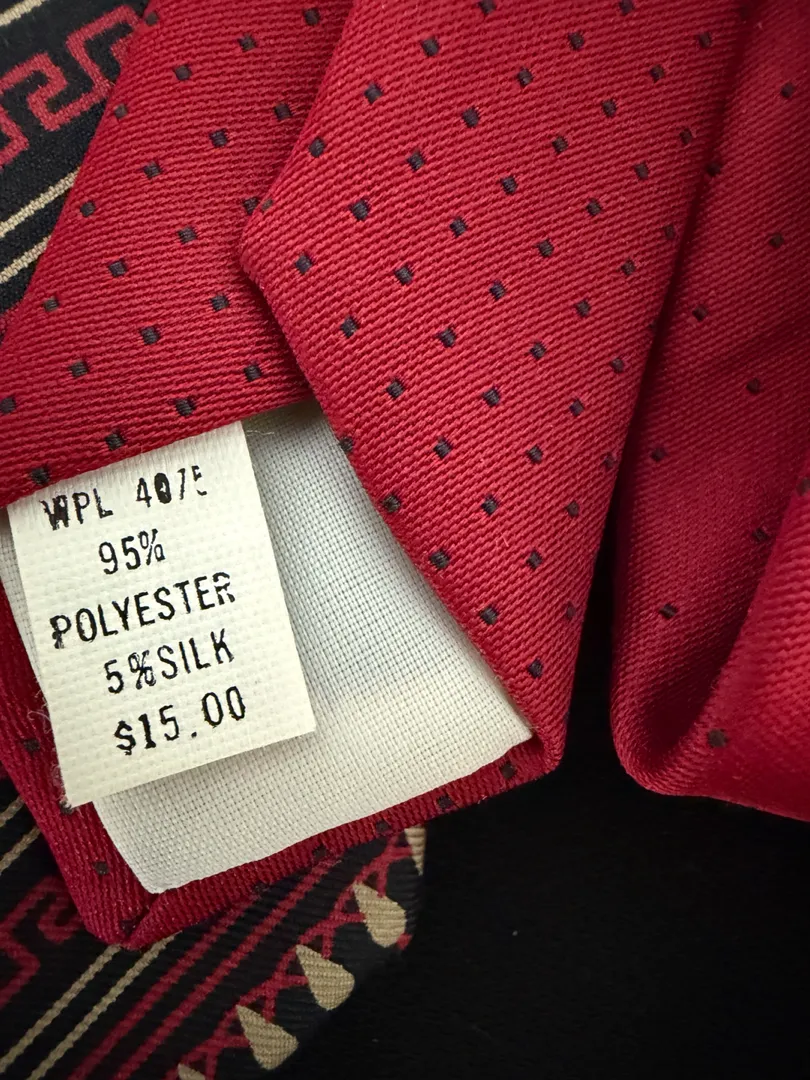 WPL 4075
95%
POLYESTER
5%SILK
$15.00